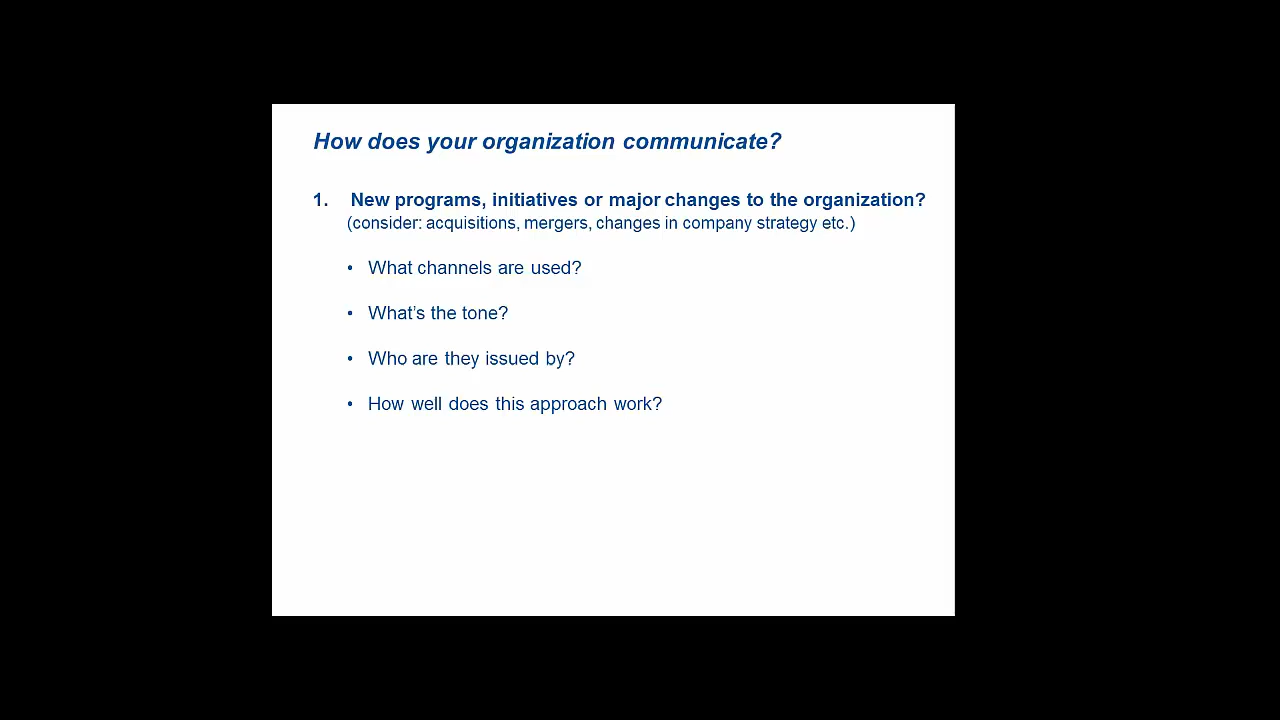 How does your organization communicate?
1. New programs, initiatives or major changes to the organization?
(consider: acquisitions, mergers, changes in company strategy etc.)
• What channels are used?
• What’s the tone?
• Who are they issued by?
• How well does this approach work?